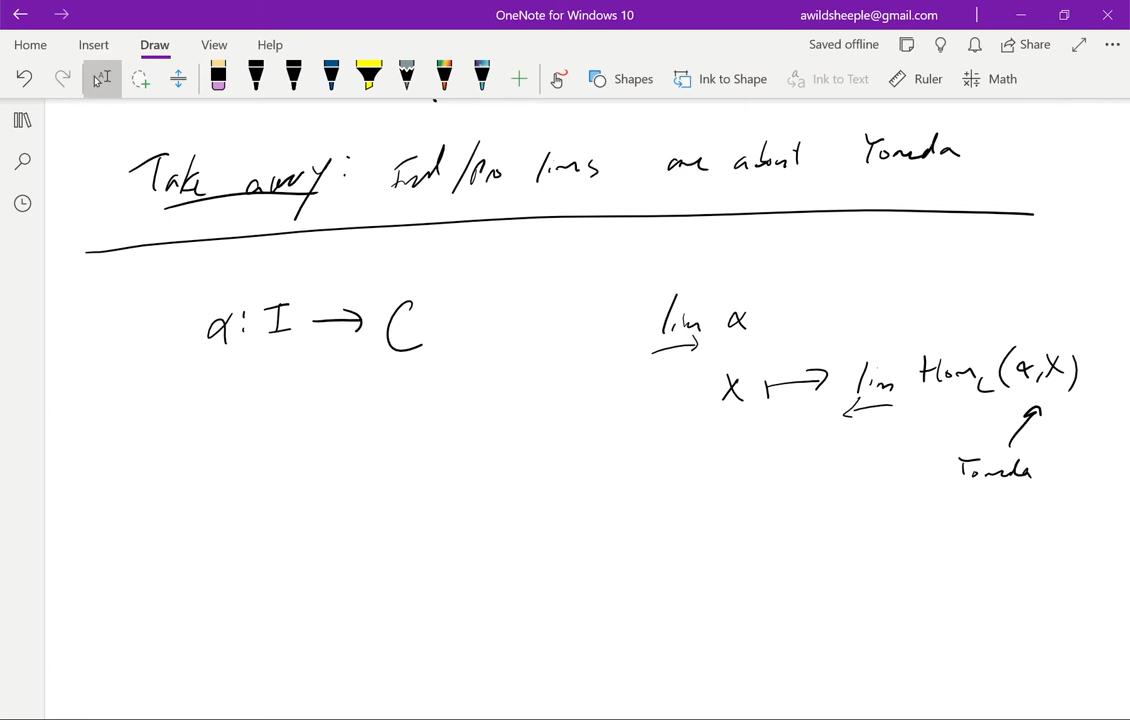 OneNote for Windows 10
awildsheeple@gmail.com
Home Insert Draw View Help
Saved offline
Share
Shapes
Ink to Shape
Ink to Text
Ruler
Math
Take away: Ind/Pro lims are about Yoneda
α: I → C
lim α
X ↦ lim Hom_C(α, X)
Yoneda